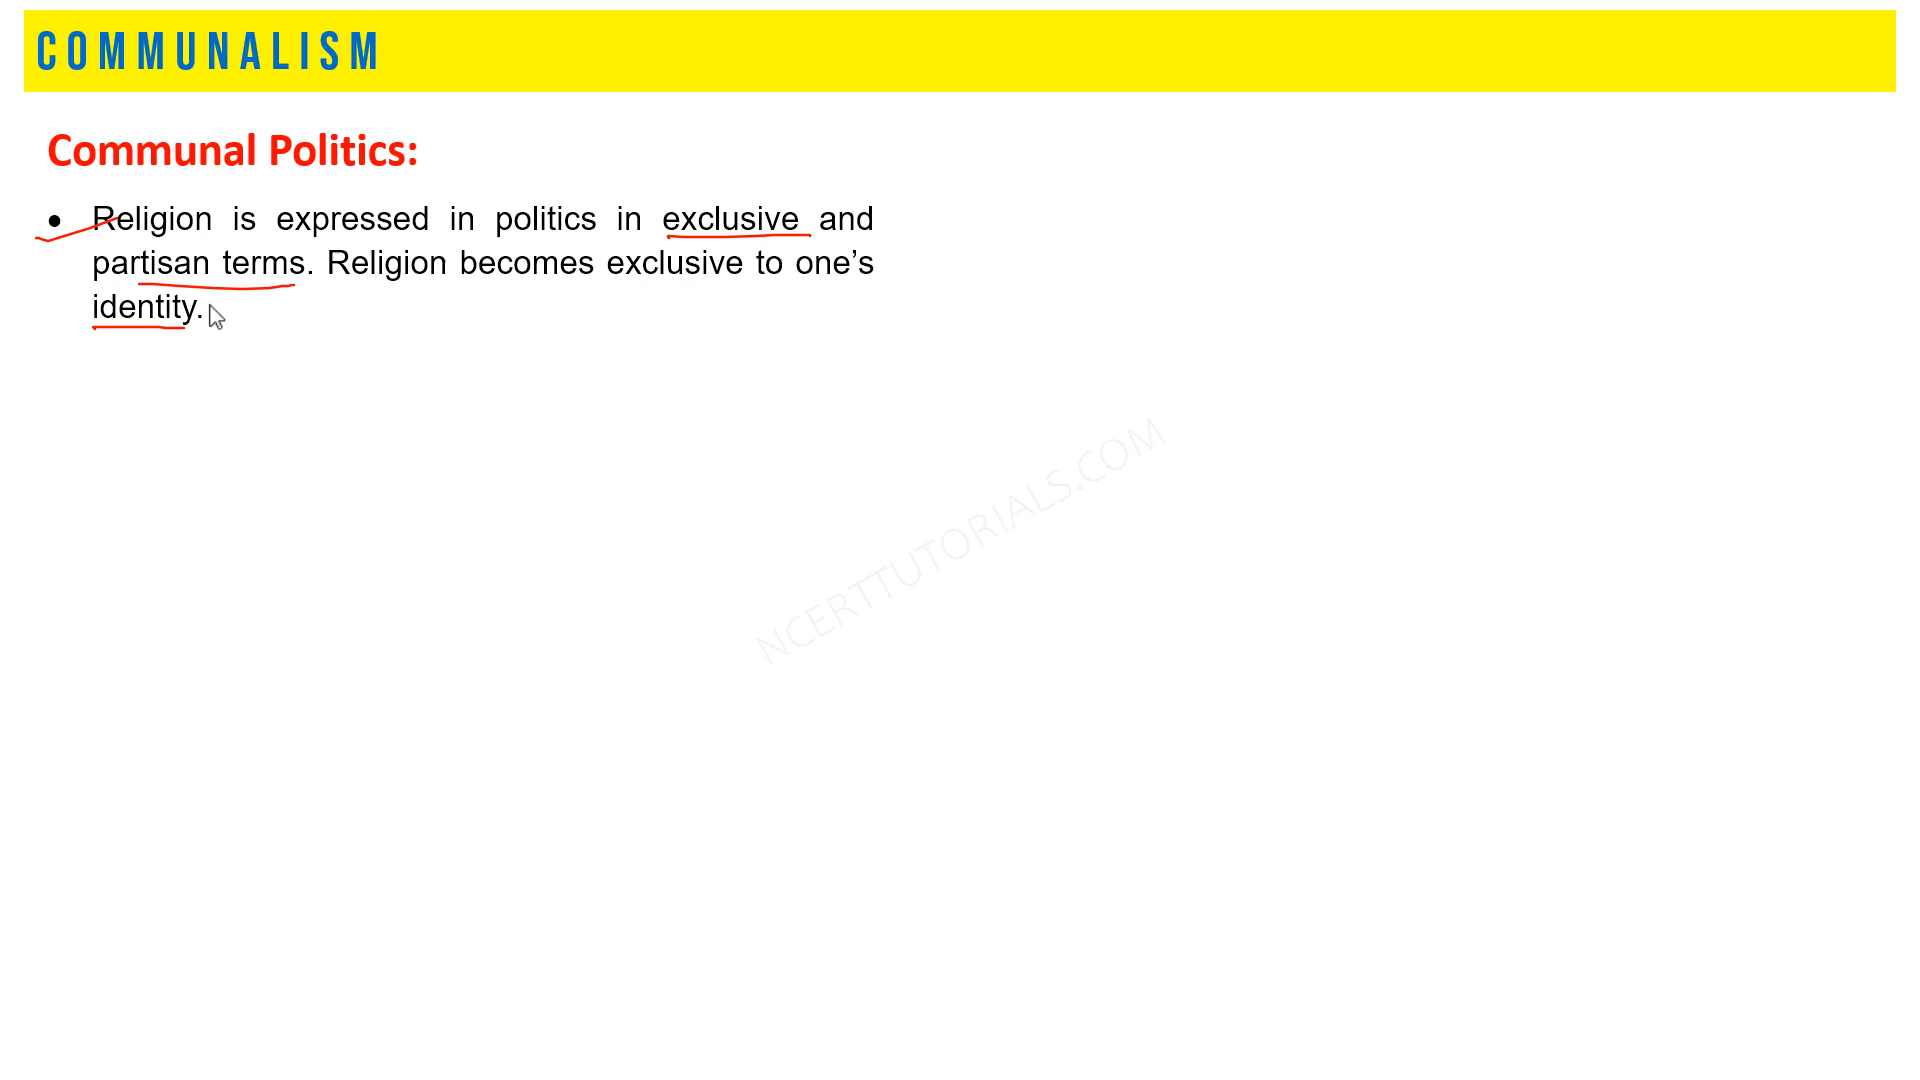 COMMUNALISM
Communal Politics:
• Religion is expressed in politics in exclusive and
partisan terms. Religion becomes exclusive to one’s
identity.
NCERTTUTORIALS.COM